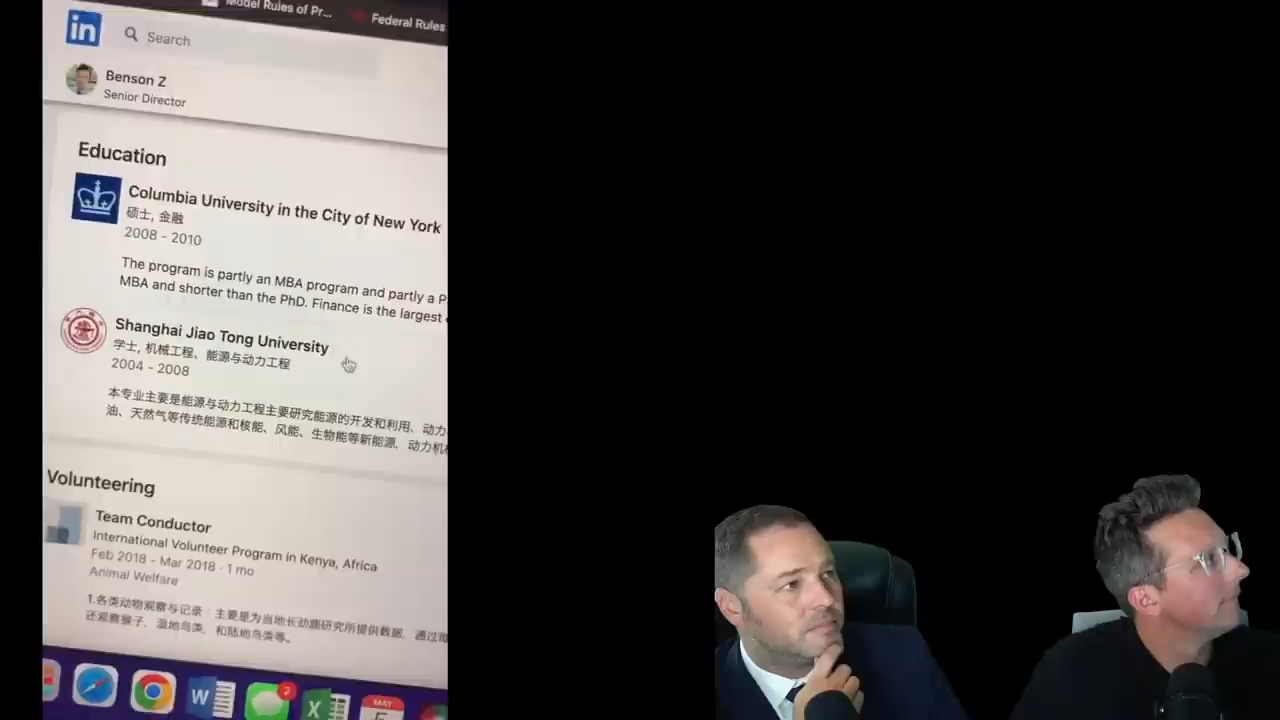 Model Rules of Pr...
Federal Rules
in
Search
Benson Z
Senior Director
Education
Columbia University in the City of New York
硕士, 金融
2008 - 2010
The program is partly an MBA program and partly a P
MBA and shorter than the PhD. Finance is the largest
Shanghai Jiao Tong University
学士, 机械工程、能源与动力工程
2004 - 2008
本专业主要是能源与动力工程主要研究能源的开发和利用、动力
油、天然气等传统能源和核能、风能、生物能等新能源, 动力机
Volunteering
Team Conductor
International Volunteer Program in Kenya, Africa
Feb 2018 - Mar 2018 · 1 mo
Animal Welfare
1.各类动物观察与记录：主要是为当地长劲鹿研究所提供数据, 通过
还观察猴子, 湿地鸟类, 和陆地鸟类等。
W
2
X
MAY
5